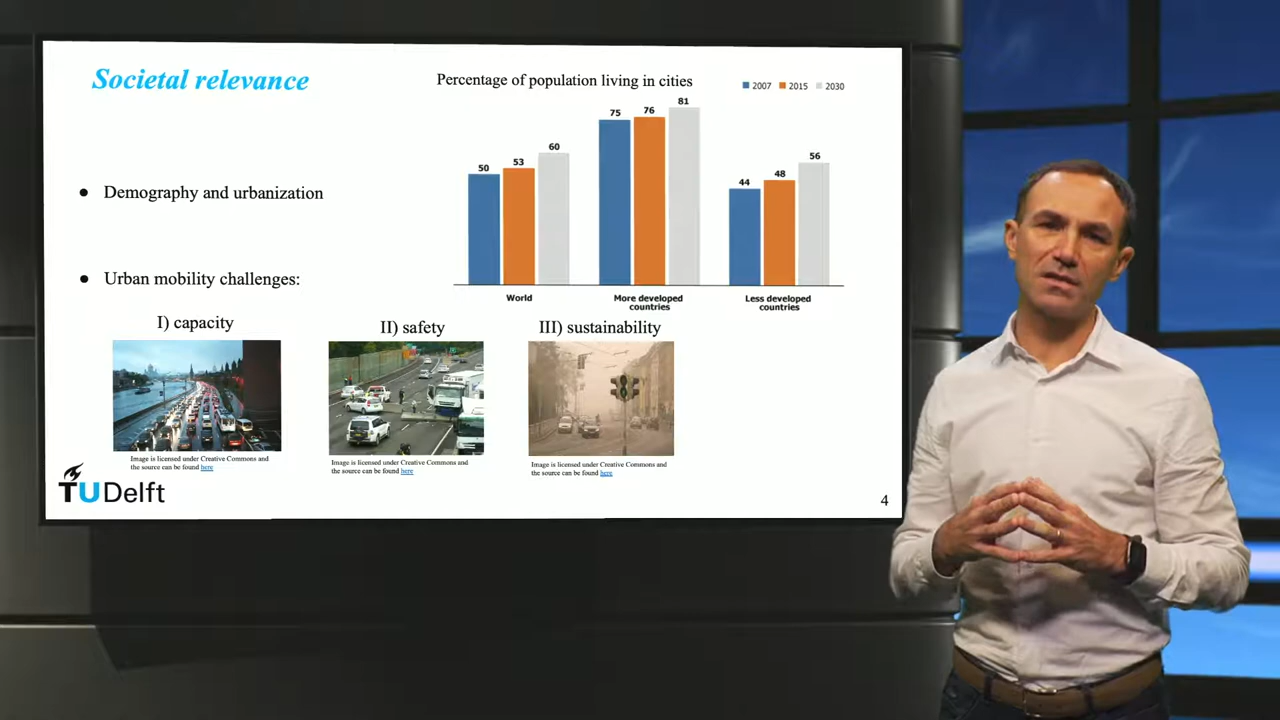 Societal relevance
Percentage of population living in cities
2007 2015 2030
50 53 60 75 76 81 44 48 56
World
More developed
countries
Less developed
countries
● Demography and urbanization
● Urban mobility challenges:
I) capacity
II) safety
III) sustainability
Image is licensed under Creative Commons and
the source can be found here
Image is licensed under Creative Commons and
the source can be found here
Image is licensed under Creative Commons and
the source can be found here
TUDelft
4